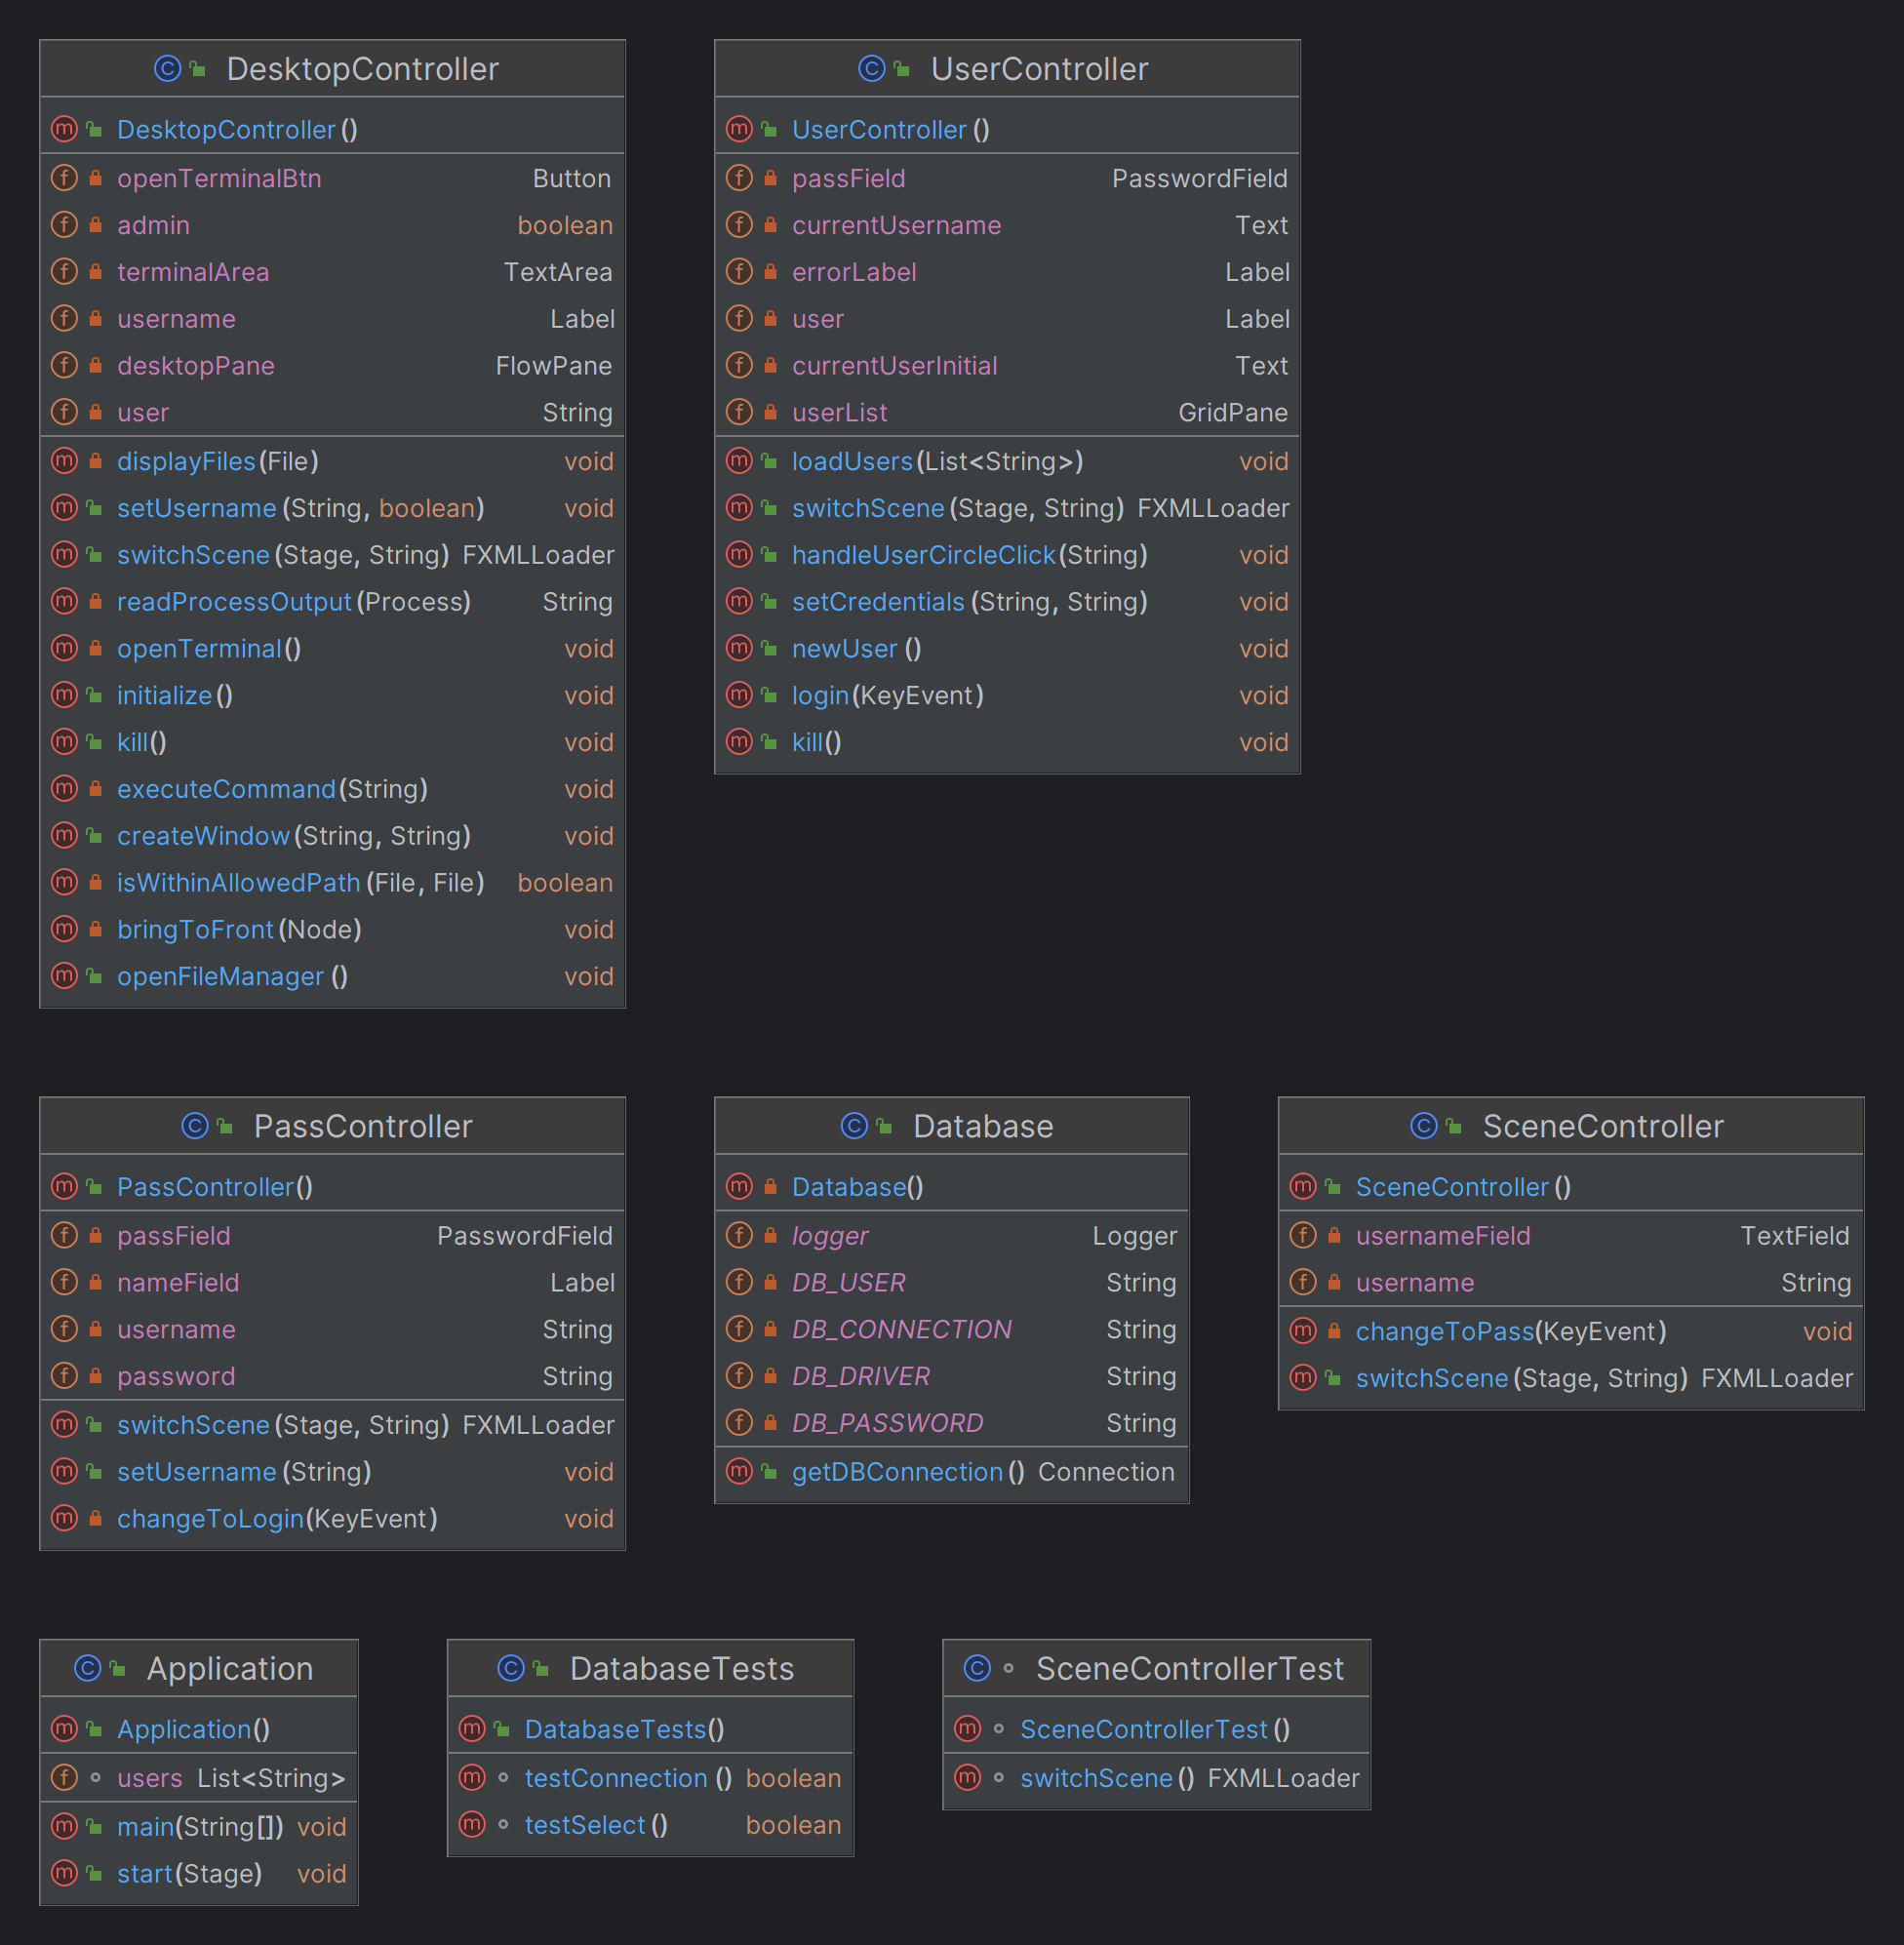 DesktopController
DesktopController()
openTerminalBtn Button
admin boolean
terminalArea TextArea
username Label
desktopPane FlowPane
user String
displayFiles(File) void
setUsername(String, boolean) void
switchScene(Stage, String) FXMLLoader
readProcessOutput(Process) String
openTerminal() void
initialize() void
kill() void
executeCommand(String) void
createWindow(String, String) void
isWithinAllowedPath(File, File) boolean
bringToFront(Node) void
openFileManager() void
UserController
UserController()
passField PasswordField
currentUsername Text
errorLabel Label
user Label
currentUserInitial Text
userList GridPane
loadUsers(List<String>) void
switchScene(Stage, String) FXMLLoader
handleUserCircleClick(String) void
setCredentials(String, String) void
newUser() void
login(KeyEvent) void
kill() void
PassController
PassController()
passField PasswordField
nameField Label
username String
password String
switchScene(Stage, String) FXMLLoader
setUsername(String) void
changeToLogin(KeyEvent) void
Database
Database()
logger Logger
DB_USER String
DB_CONNECTION String
DB_DRIVER String
DB_PASSWORD String
getDBConnection() Connection
SceneController
SceneController()
usernameField TextField
username String
changeToPass(KeyEvent) void
switchScene(Stage, String) FXMLLoader
Application
Application()
users List<String>
main(String[]) void
start(Stage) void
DatabaseTests
DatabaseTests()
testConnection() boolean
testSelect() boolean
SceneControllerTest
SceneControllerTest()
switchScene() FXMLLoader